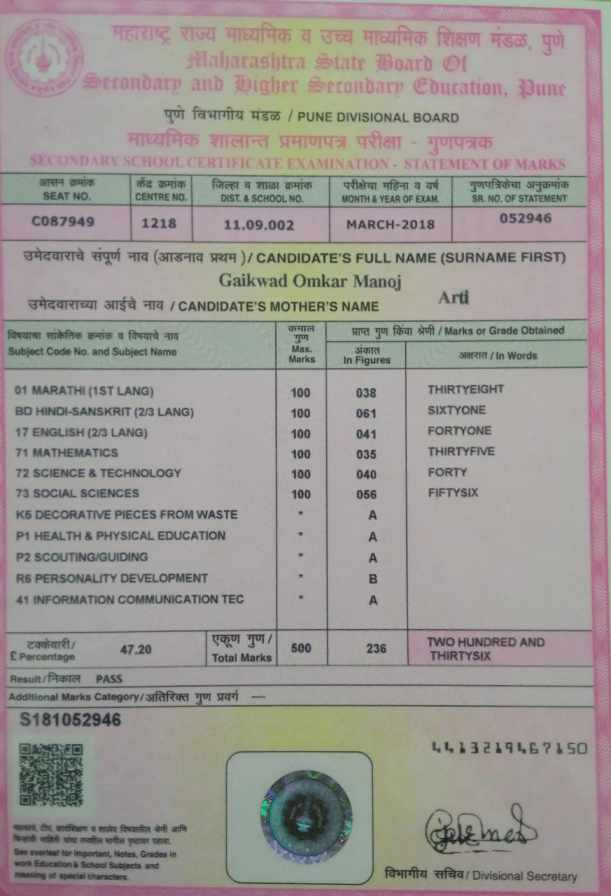 महाराष्ट्र राज्य माध्यमिक व उच्च माध्यमिक शिक्षण मंडळ, पुणे
Maharashtra State Board Of
Secondary and Higher Secondary Education, Pune
पुणे विभागीय मंडळ / PUNE DIVISIONAL BOARD
माध्यमिक शालान्त प्रमाणपत्र परीक्षा - गुणपत्रक
SECONDARY SCHOOL CERTIFICATE EXAMINATION - STATEMENT OF MARKS
आसन क्रमांक केंद्र क्रमांक जिल्हा व शाळा क्रमांक परीक्षेचा महिना व वर्ष गुणपत्रिकेचा अनुक्रमांक
SEAT NO. CENTRE NO. DIST. & SCHOOL NO. MONTH & YEAR OF EXAM. SR. NO. OF STATEMENT
C087949 1218 11.09.002 MARCH-2018 052946
उमेदवाराचे संपूर्ण नाव (आडनाव प्रथम )/ CANDIDATE'S FULL NAME (SURNAME FIRST)
Gaikwad Omkar Manoj
उमेदवाराच्या आईचे नाव / CANDIDATE'S MOTHER'S NAME Arti
विषयाचा सांकेतिक क्रमांक व विषयाचे नाव कमाल गुण प्राप्त गुण किंवा श्रेणी / Marks or Grade Obtained
Subject Code No. and Subject Name Max. Marks अंकात In Figures अक्षरात / In Words
01 MARATHI (1ST LANG) 100 038 THIRTYEIGHT
BD HINDI-SANSKRIT (2/3 LANG) 100 061 SIXTYONE
17 ENGLISH (2/3 LANG) 100 041 FORTYONE
71 MATHEMATICS 100 035 THIRTYFIVE
72 SCIENCE & TECHNOLOGY 100 040 FORTY
73 SOCIAL SCIENCES 100 056 FIFTYSIX
K5 DECORATIVE PIECES FROM WASTE * A
P1 HEALTH & PHYSICAL EDUCATION * A
P2 SCOUTING/GUIDING * A
R6 PERSONALITY DEVELOPMENT * B
41 INFORMATION COMMUNICATION TEC * A
टक्केवारी/ एकूण गुण/ TWO HUNDRED AND
£ Percentage 47.20 Total Marks 500 236 THIRTYSIX
Result/निकाल PASS
Additional Marks Category/अतिरिक्त गुण प्रवर्ग —
S181052946
4413219467150
See overleaf for Important, Notes, Grades in
work Education & School Subjects and
meaning of special characters.
विभागीय सचिव/ Divisional Secretary